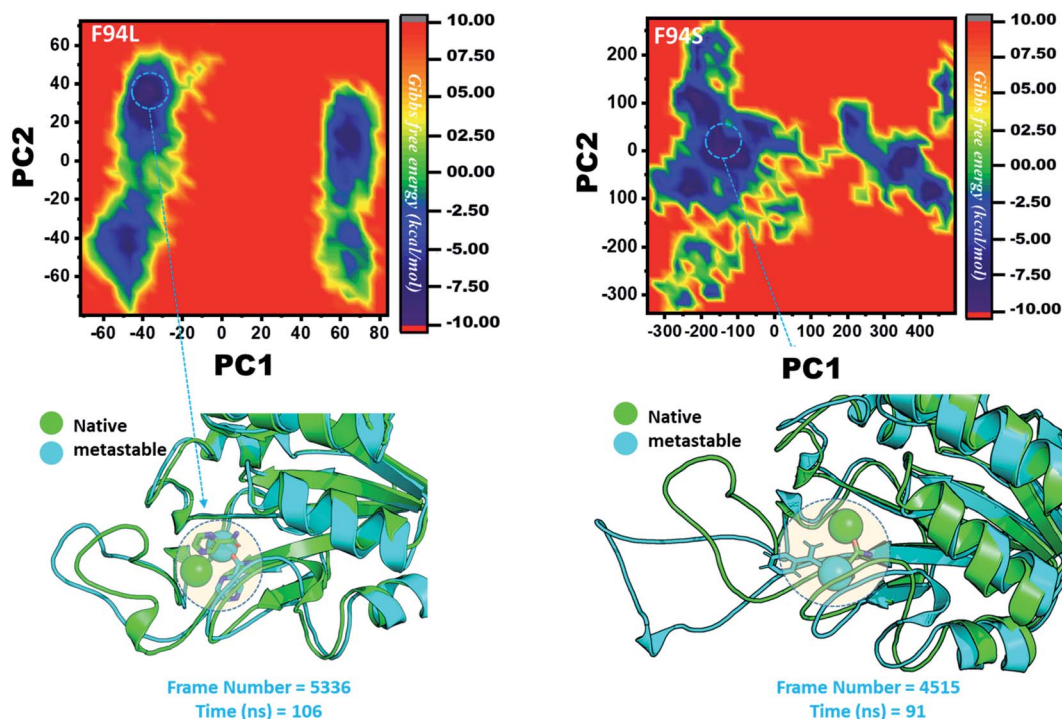 F94L
60
40
20
0
-20
-40
-60
PC2
-60 -40 -20 0 20 40 60 80
PC1
10.00
07.50
05.00
02.50
00.00
-2.50
-5.00
-7.50
-10.00
Gibbs free energy (kcal/mol)
F94S
200
100
0
-100
-200
-300
PC2
-300 -200 -100 0 100 200 300 400
PC1
10.00
07.50
05.00
02.50
00.00
-2.50
-5.00
-7.50
-10.00
Gibbs free energy (kcal/mol)
Native
metastable
Frame Number = 5336
Time (ns) = 106
Native
metastable
Frame Number = 4515
Time (ns) = 91